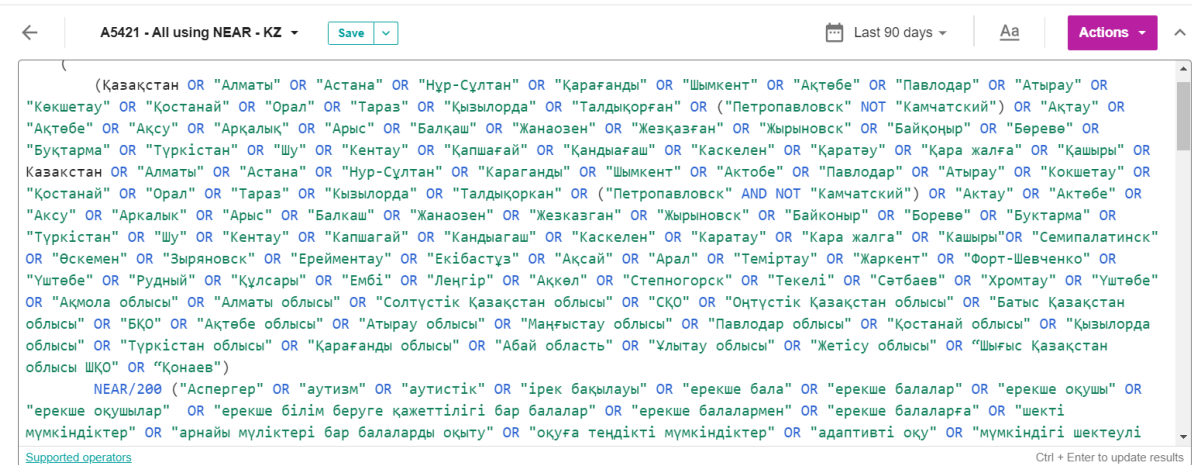 A5421 - All using NEAR - KZ
Save
Last 90 days
Aa
Actions
(
(Қазақстан OR "Алматы" OR "Астана" OR "Нұр-Сұлтан" OR "Қарағанды" OR "Шымкент" OR "Ақтөбе" OR "Павлодар" OR "Атырау" OR
"Көкшетау" OR "Қостанай" OR "Орал" OR "Тараз" OR "Қызылорда" OR "Талдықорған" OR ("Петропавловск" NOT "Камчатский") OR "Ақтау" OR
"Ақтөбе" OR "Ақсу" OR "Арқалық" OR "Арыс" OR "Балқаш" OR "Жанаозен" OR "Жезқазған" OR "Жырыновск" OR "Байқоңыр" OR "Бөревө" OR
"Буқтарма" OR "Түркістан" OR "Шу" OR "Кентау" OR "Қапшағай" OR "Қандыағаш" OR "Каскелен" OR "Қаратәу" OR "Қара жалға" OR "Қашыры" OR
Казакстан OR "Алматы" OR "Астана" OR "Нур-Сұлтан" OR "Караганды" OR "Шымкент" OR "Актобе" OR "Павлодар" OR "Атырау" OR "Кокшетау" OR
"Қостанай" OR "Орал" OR "Тараз" OR "Кызылорда" OR "Талдықоркан" OR ("Петропавловск" AND NOT "Камчатский") OR "Актау" OR "Актөбе" OR
"Аксу" OR "Аркалык" OR "Арыс" OR "Балкаш" OR "Жанаозен" OR "Жезказган" OR "Жырыновск" OR "Байконыр" OR "Боревө" OR "Буктарма" OR
"Түркістан" OR "Шу" OR "Кентау" OR "Капшагай" OR "Кандыагаш" OR "Каскелен" OR "Каратау" OR "Кара жалга" OR "Кашыры"OR "Семипалатинск"
OR "Өскемен" OR "Зыряновск" OR "Ерейментау" OR "Екібастұз" OR "Ақсай" OR "Арал" OR "Теміртау" OR "Жаркент" OR "Форт-Шевченко" OR
"Үштөбе" OR "Рудный" OR "Құлсары" OR "Ембі" OR "Леңгір" OR "Ақкөл" OR "Степногорск" OR "Текелі" OR "Сәтбаев" OR "Хромтау" OR "Үштөбе"
OR "Ақмола облысы" OR "Алматы облысы" OR "Солтүстік Қазақстан облысы" OR "СҚО" OR "Оңтүстік Қазақстан облысы" OR "Батыс Қазақстан
облысы" OR "БҚО" OR "Ақтөбе облысы" OR "Атырау облысы" OR "Маңғыстау облысы" OR "Павлодар облысы" OR "Қостанай облысы" OR "Қызылорда
облысы" OR "Түркістан облысы" OR "Қарағанды облысы" OR "Абай область" OR "Ұлытау облысы" OR "Жетісу облысы" OR “Шығыс Қазақстан
облысы ШҚО" OR “Қонаев")
NEAR/200 ("Аспергер" OR "аутизм" OR "аутистік" OR "ірек бақылауы" OR "ерекше бала" OR "ерекше балалар" OR "ерекше оқушы" OR
"ерекше оқушылар" OR "ерекше білім беруге қажеттілігі бар балалар" OR "ерекше балалармен" OR "ерекше балаларға" OR "шекті
мүмкіндіктер" OR "арнайы мүліктері бар балаларды оқыту" OR "оқуға теңдікті мүмкіндіктер" OR "адаптивті оқу" OR "мүмкіндігі шектеулі
Supported operators
Ctrl + Enter to update results